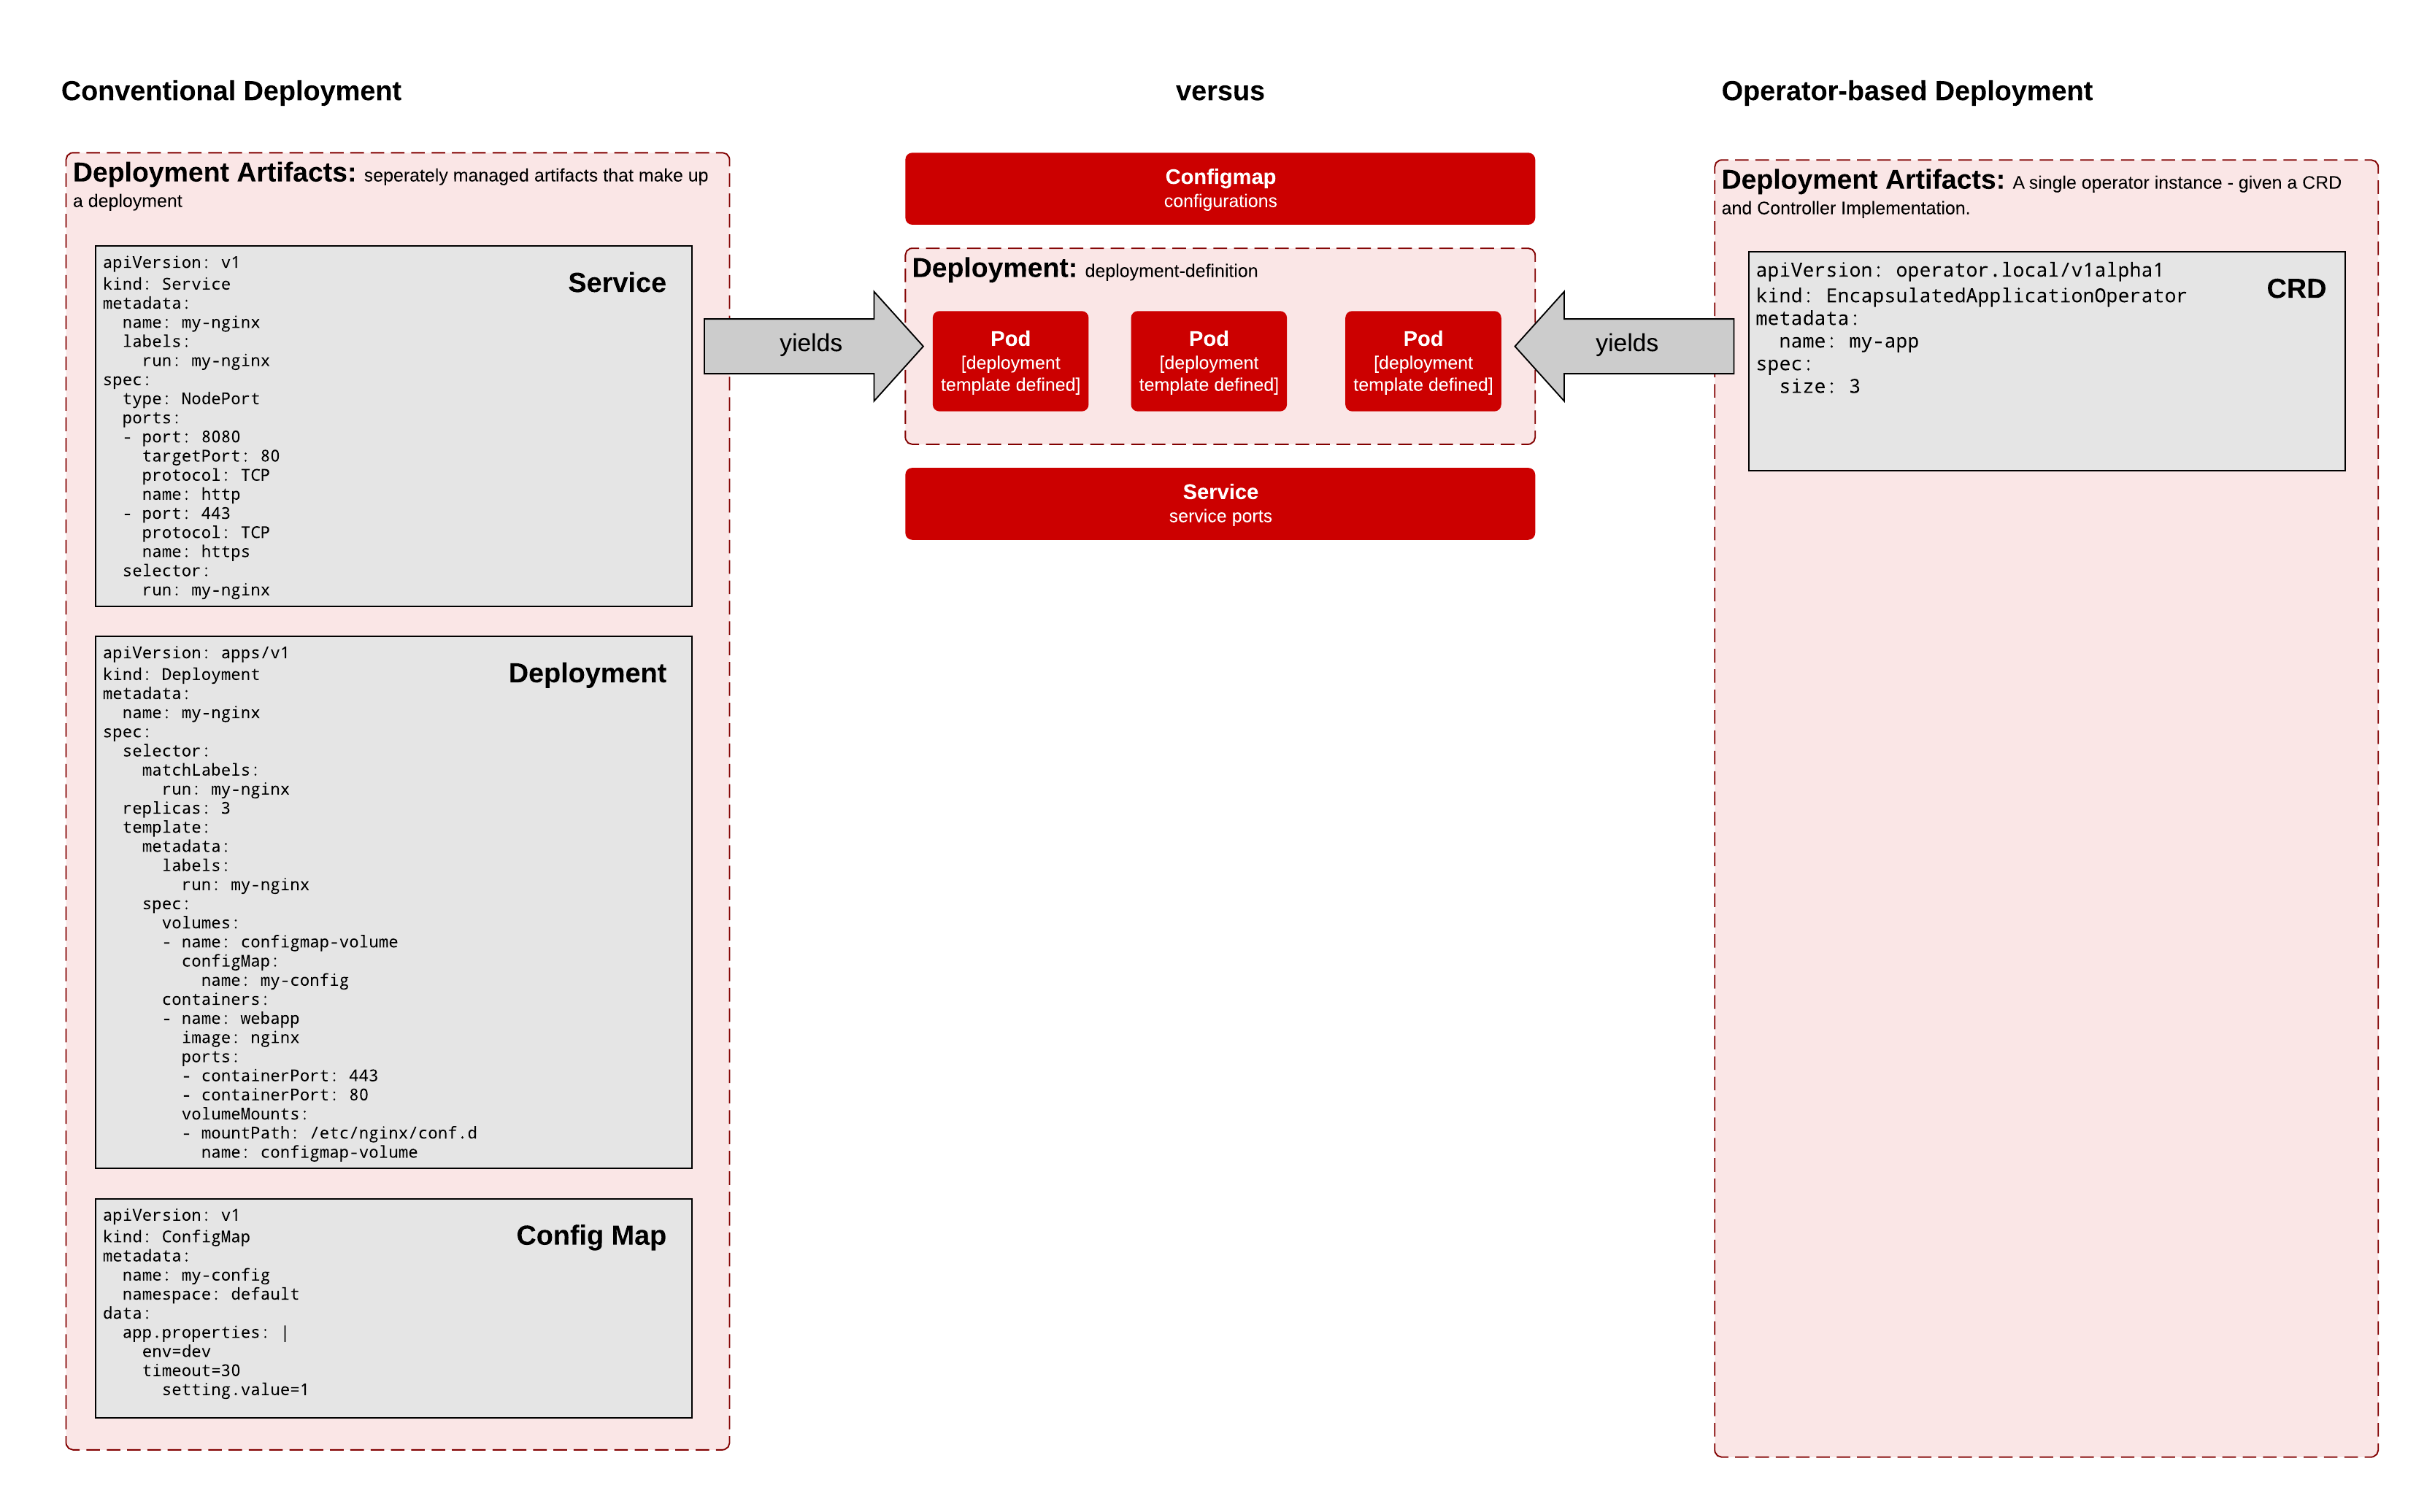 Conventional Deployment
versus
Operator-based Deployment
Deployment Artifacts: seperately managed artifacts that make up
a deployment
apiVersion: v1
kind: Service
metadata:
  name: my-nginx
  labels:
    run: my-nginx
spec:
  type: NodePort
  ports:
  - port: 8080
    targetPort: 80
    protocol: TCP
    name: http
  - port: 443
    protocol: TCP
    name: https
  selector:
    run: my-nginx
Service
apiVersion: apps/v1
kind: Deployment
metadata:
  name: my-nginx
spec:
  selector:
    matchLabels:
      run: my-nginx
  replicas: 3
  template:
    metadata:
      labels:
        run: my-nginx
    spec:
      volumes:
      - name: configmap-volume
        configMap:
          name: my-config
      containers:
      - name: webapp
        image: nginx
        ports:
        - containerPort: 443
        - containerPort: 80
        volumeMounts:
        - mountPath: /etc/nginx/conf.d
          name: configmap-volume
Deployment
apiVersion: v1
kind: ConfigMap
metadata:
  name: my-config
  namespace: default
data:
  app.properties: |
    env=dev
    timeout=30
      setting.value=1
Config Map
yields
Configmap
configurations
Deployment: deployment-definition
Pod
[deployment
template defined]
Pod
[deployment
template defined]
Pod
[deployment
template defined]
Service
service ports
yields
Deployment Artifacts: A single operator instance - given a CRD
and Controller Implementation.
apiVersion: operator.local/v1alpha1
kind: EncapsulatedApplicationOperator
metadata:
  name: my-app
spec:
  size: 3
CRD